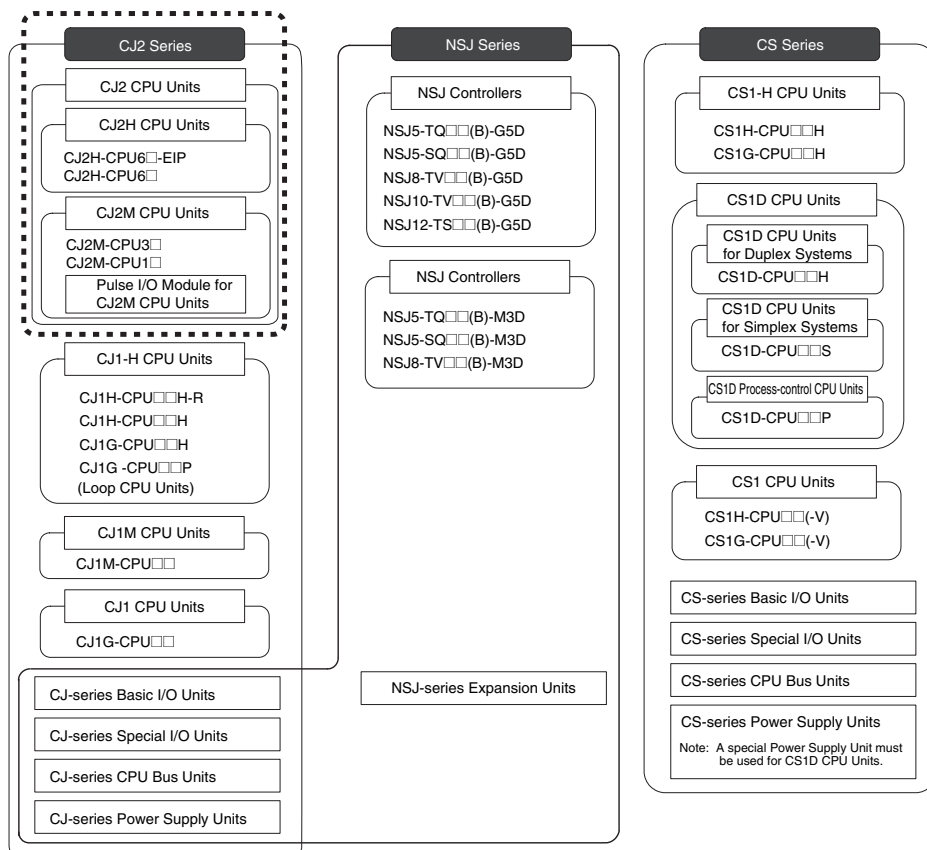 CJ2 Series
CJ2 CPU Units
CJ2H CPU Units
CJ2H-CPU6□-EIP
CJ2H-CPU6□
CJ2M CPU Units
CJ2M-CPU3□
CJ2M-CPU1□
Pulse I/O Module for
CJ2M CPU Units
CJ1-H CPU Units
CJ1H-CPU□□H-R
CJ1H-CPU□□H
CJ1G-CPU□□H
CJ1G -CPU□□P
(Loop CPU Units)
CJ1M CPU Units
CJ1M-CPU□□
CJ1 CPU Units
CJ1G-CPU□□
CJ-series Basic I/O Units
CJ-series Special I/O Units
CJ-series CPU Bus Units
CJ-series Power Supply Units
NSJ Series
NSJ Controllers
NSJ5-TQ□□(B)-G5D
NSJ5-SQ□□(B)-G5D
NSJ8-TV□□(B)-G5D
NSJ10-TV□□(B)-G5D
NSJ12-TS□□(B)-G5D
NSJ Controllers
NSJ5-TQ□□(B)-M3D
NSJ5-SQ□□(B)-M3D
NSJ8-TV□□(B)-M3D
NSJ-series Expansion Units
CS Series
CS1-H CPU Units
CS1H-CPU□□H
CS1G-CPU□□H
CS1D CPU Units
CS1D CPU Units
for Duplex Systems
CS1D-CPU□□H
CS1D CPU Units
for Simplex Systems
CS1D-CPU□□S
CS1D Process-control CPU Units
CS1D-CPU□□P
CS1 CPU Units
CS1H-CPU□□(-V)
CS1G-CPU□□(-V)
CS-series Basic I/O Units
CS-series Special I/O Units
CS-series CPU Bus Units
CS-series Power Supply Units
Note: A special Power Supply Unit must
be used for CS1D CPU Units.